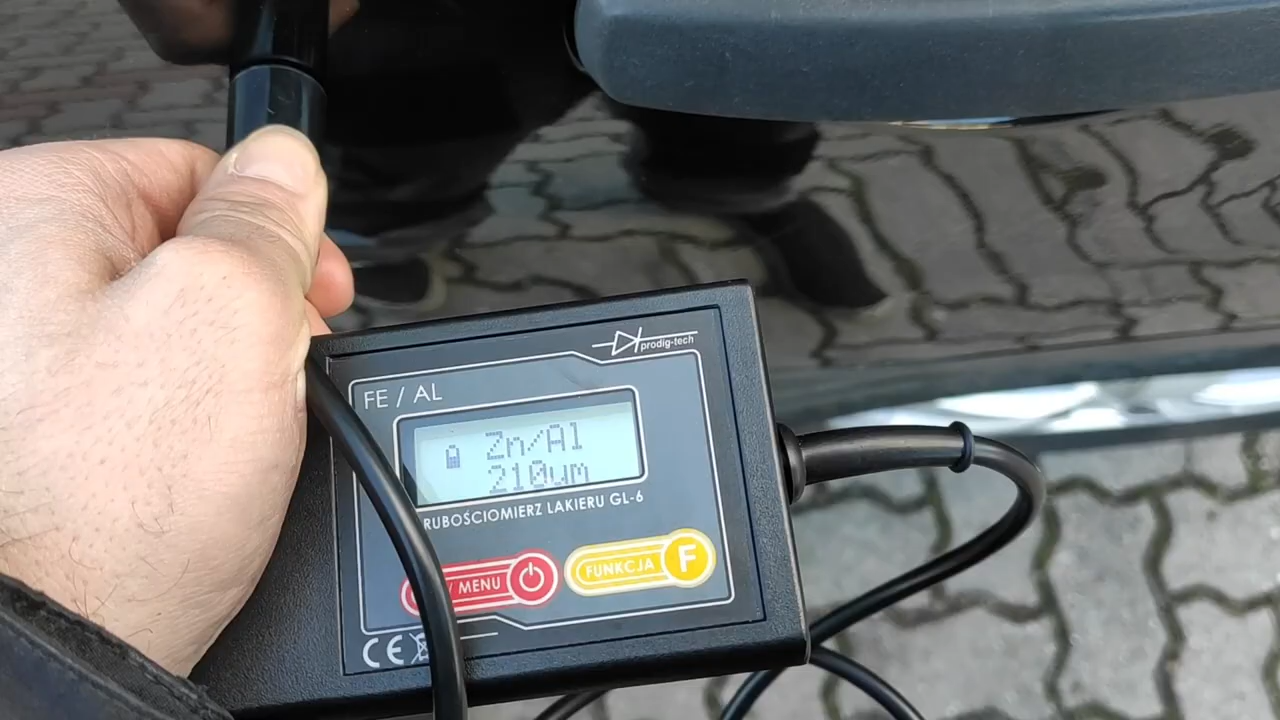 prodig-tech
FE / AL
Zn/Al
210um
RUBOŚCIOMIERZ LAKIERU GL-6
/ MENU
FUNKCJA F
CE